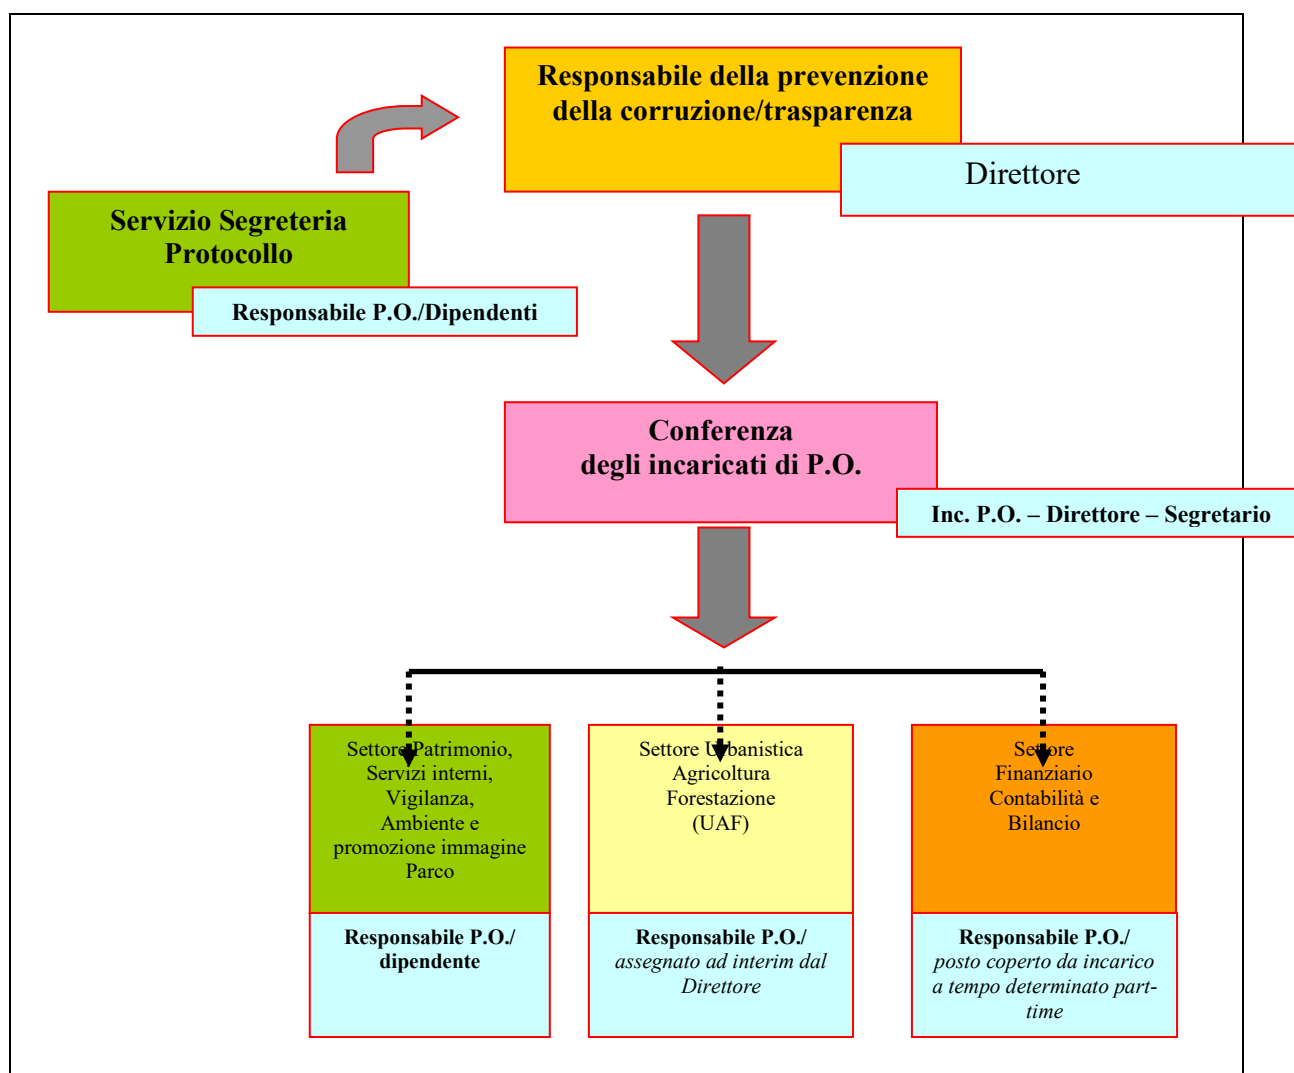 Responsabile della prevenzione
della corruzione/trasparenza
Direttore
Servizio Segreteria
Protocollo
Responsabile P.O./Dipendenti
Conferenza
degli incaricati di P.O.
Inc. P.O. – Direttore – Segretario
Settore Patrimonio,
Servizi interni,
Vigilanza,
Ambiente e
promozione immagine
Parco
Settore Urbanistica
Agricoltura
Forestazione
(UAF)
Settore
Finanziario
Contabilità e
Bilancio
Responsabile P.O./
dipendente
Responsabile P.O./
assegnato ad interim dal
Direttore
Responsabile P.O./
posto coperto da incarico
a tempo determinato part-
time